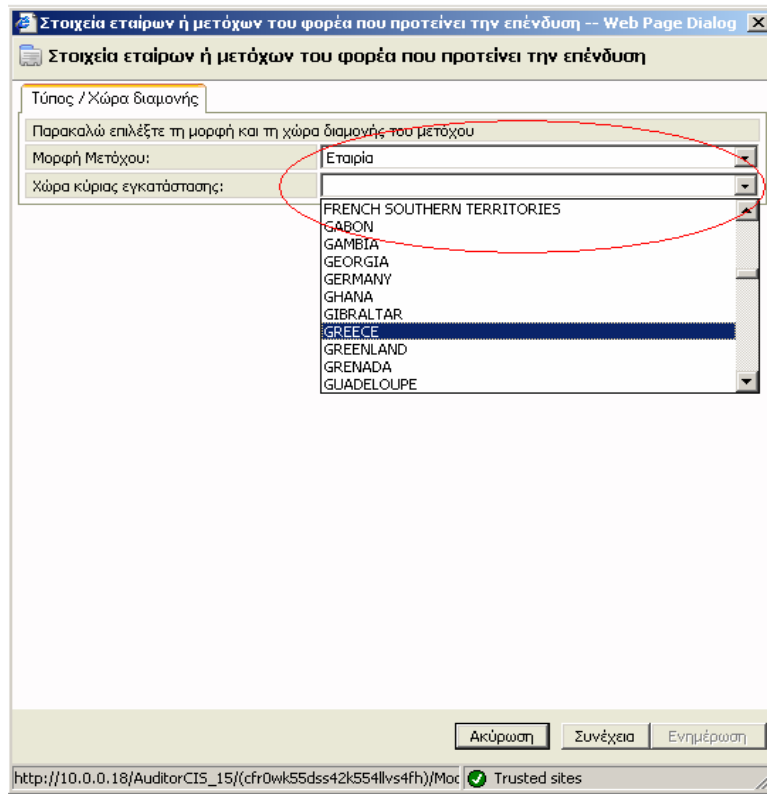 Στοιχεία εταίρων ή μετόχων του φορέα που προτείνει την επένδυση -- Web Page Dialog
Στοιχεία εταίρων ή μετόχων του φορέα που προτείνει την επένδυση
Τύπος / Χώρα διαμονής
Παρακαλώ επιλέξτε τη μορφή και τη χώρα διαμονής του μετόχου
Μορφή Μετόχου: Εταιρία
Χώρα κύριας εγκατάστασης:
FRENCH SOUTHERN TERRITORIES
GABON
GAMBIA
GEORGIA
GERMANY
GHANA
GIBRALTAR
GREECE
GREENLAND
GRENADA
GUADELOUPE
Ακύρωση Συνέχεια Ενημέρωση
http://10.0.0.18/AuditorCIS_15/(cfr0wk55dss42k554llvs4fh)/Moc Trusted sites